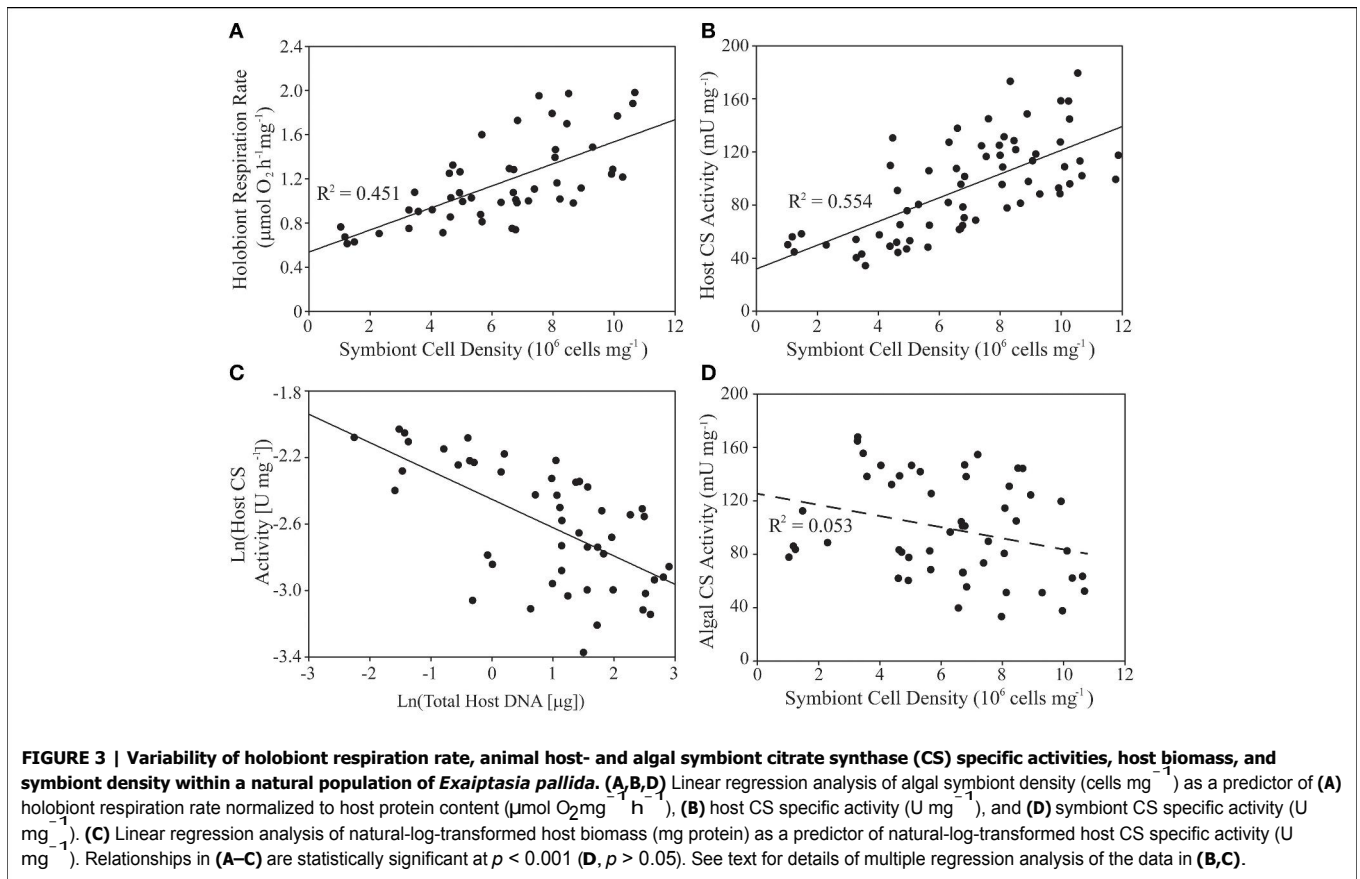 A
Holobiont Respiration Rate
(μmol O₂ h⁻¹mg⁻¹)
2.4
2.0
1.6
1.2
0.8
0.4
0
R² = 0.451
0 2 4 6 8 10 12
Symbiont Cell Density (10⁶ cells mg⁻¹)
B
Host CS Activity (mU mg⁻¹)
200
160
120
80
40
0
R² = 0.554
0 2 4 6 8 10 12
Symbiont Cell Density (10⁶ cells mg⁻¹)
C
Ln(Host CS
Activity [U mg⁻¹])
-1.8
-2.2
-2.6
-3.0
-3.4
-3 -2 -1 0 1 2 3
Ln(Total Host DNA [μg])
D
Algal CS Activity (mU mg⁻¹)
200
160
120
80
40
0
R² = 0.053
0 2 4 6 8 10 12
Symbiont Cell Density (10⁶ cells mg⁻¹)
FIGURE 3 | Variability of holobiont respiration rate, animal host- and algal symbiont citrate synthase (CS) specific activities, host biomass, and
symbiont density within a natural population of Exaiptasia pallida. (A,B,D) Linear regression analysis of algal symbiont density (cells mg⁻¹) as a predictor of (A)
holobiont respiration rate normalized to host protein content (μmol O₂mg⁻¹ h⁻¹), (B) host CS specific activity (U mg⁻¹), and (D) symbiont CS specific activity (U
mg⁻¹). (C) Linear regression analysis of natural-log-transformed host biomass (mg protein) as a predictor of natural-log-transformed host CS specific activity (U
mg⁻¹). Relationships in (A–C) are statistically significant at p < 0.001 (D, p > 0.05). See text for details of multiple regression analysis of the data in (B,C).